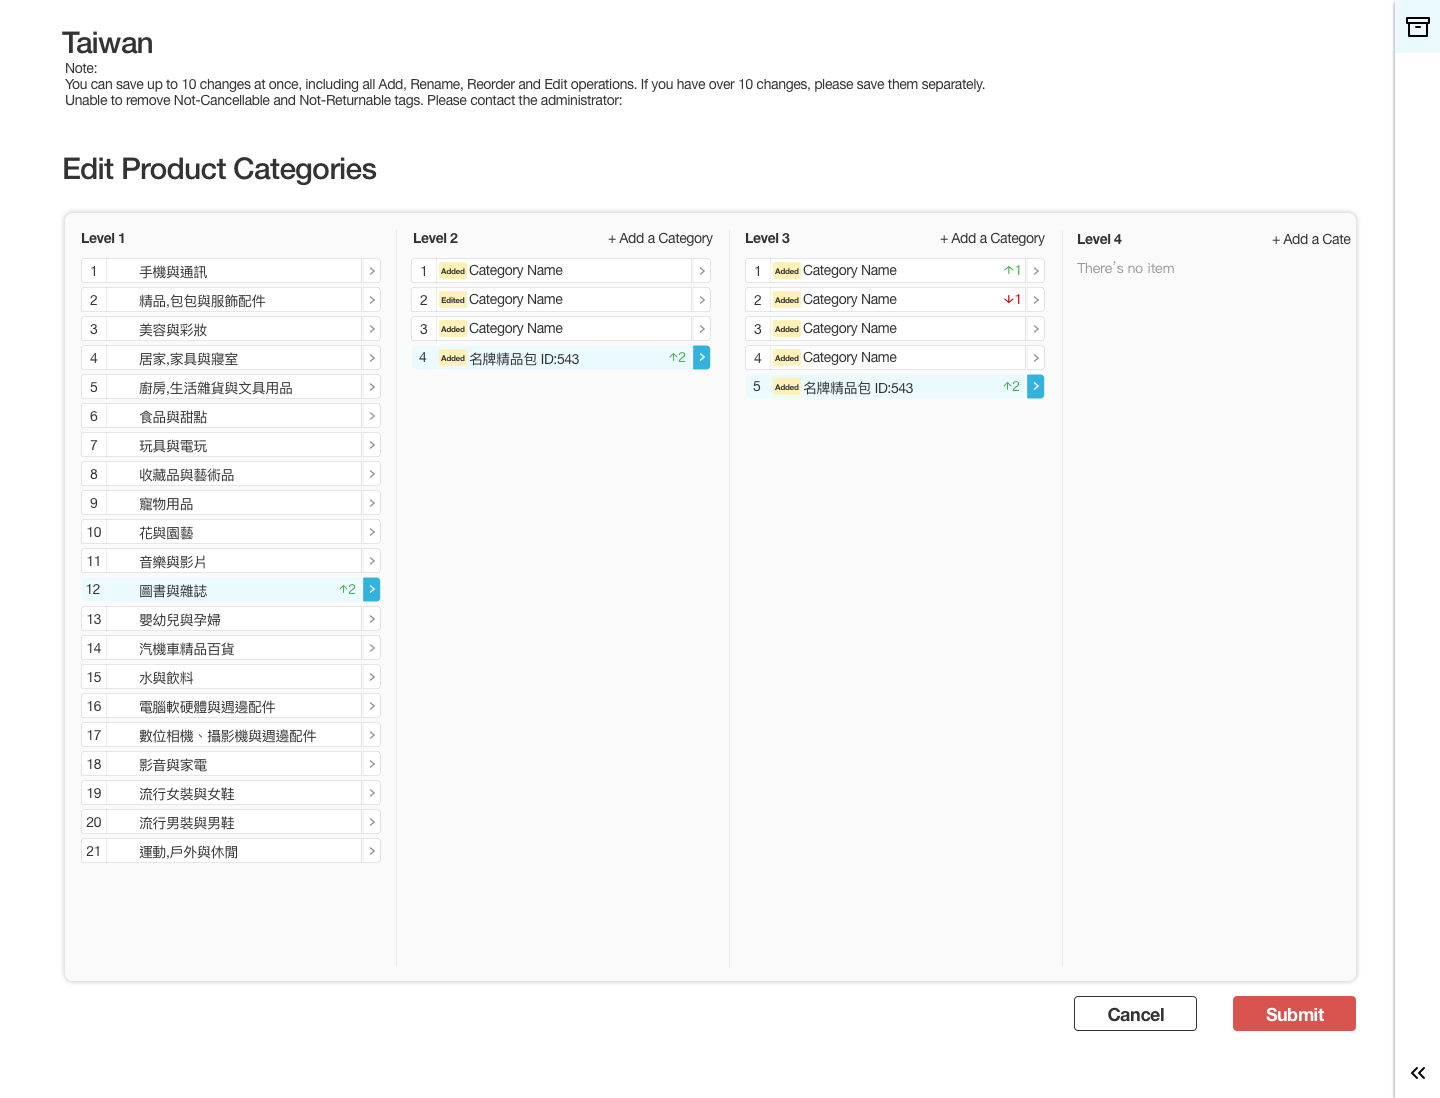 Taiwan
Note:
You can save up to 10 changes at once, including all Add, Rename, Reorder and Edit operations. If you have over 10 changes, please save them separately.
Unable to remove Not-Cancellable and Not-Returnable tags. Please contact the administrator:
Edit Product Categories
Level 1
1 手機與通訊
2 精品,包包與服飾配件
3 美容與彩妝
4 居家,家具與寢室
5 廚房,生活雜貨與文具用品
6 食品與甜點
7 玩具與電玩
8 收藏品與藝術品
9 寵物用品
10 花與園藝
11 音樂與影片
12 圖書與雜誌 ↑2
13 嬰幼兒與孕婦
14 汽機車精品百貨
15 水與飲料
16 電腦軟硬體與週邊配件
17 數位相機、攝影機與週邊配件
18 影音與家電
19 流行女裝與女鞋
20 流行男裝與男鞋
21 運動,戶外與休閒
Level 2 + Add a Category
1 Added Category Name
2 Edited Category Name
3 Added Category Name
4 Added 名牌精品包 ID:543 ↑2
Level 3 + Add a Category
1 Added Category Name ↑1
2 Added Category Name ↓1
3 Added Category Name
4 Added Category Name
5 Added 名牌精品包 ID:543 ↑2
Level 4 + Add a Cate
There's no item
Cancel Submit